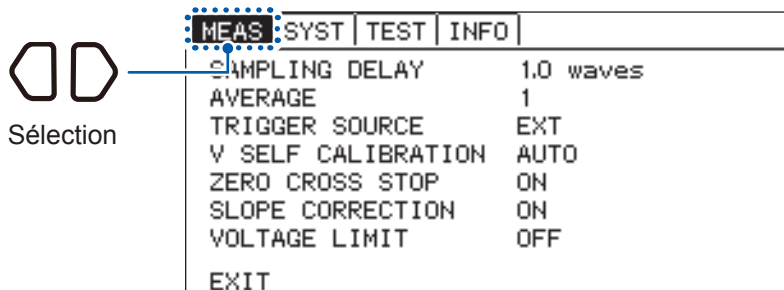 MEAS SYST TEST INFO
Sélection
SAMPLING DELAY 1.0 waves
AVERAGE 1
TRIGGER SOURCE EXT
V SELF CALIBRATION AUTO
ZERO CROSS STOP ON
SLOPE CORRECTION ON
VOLTAGE LIMIT OFF
EXIT